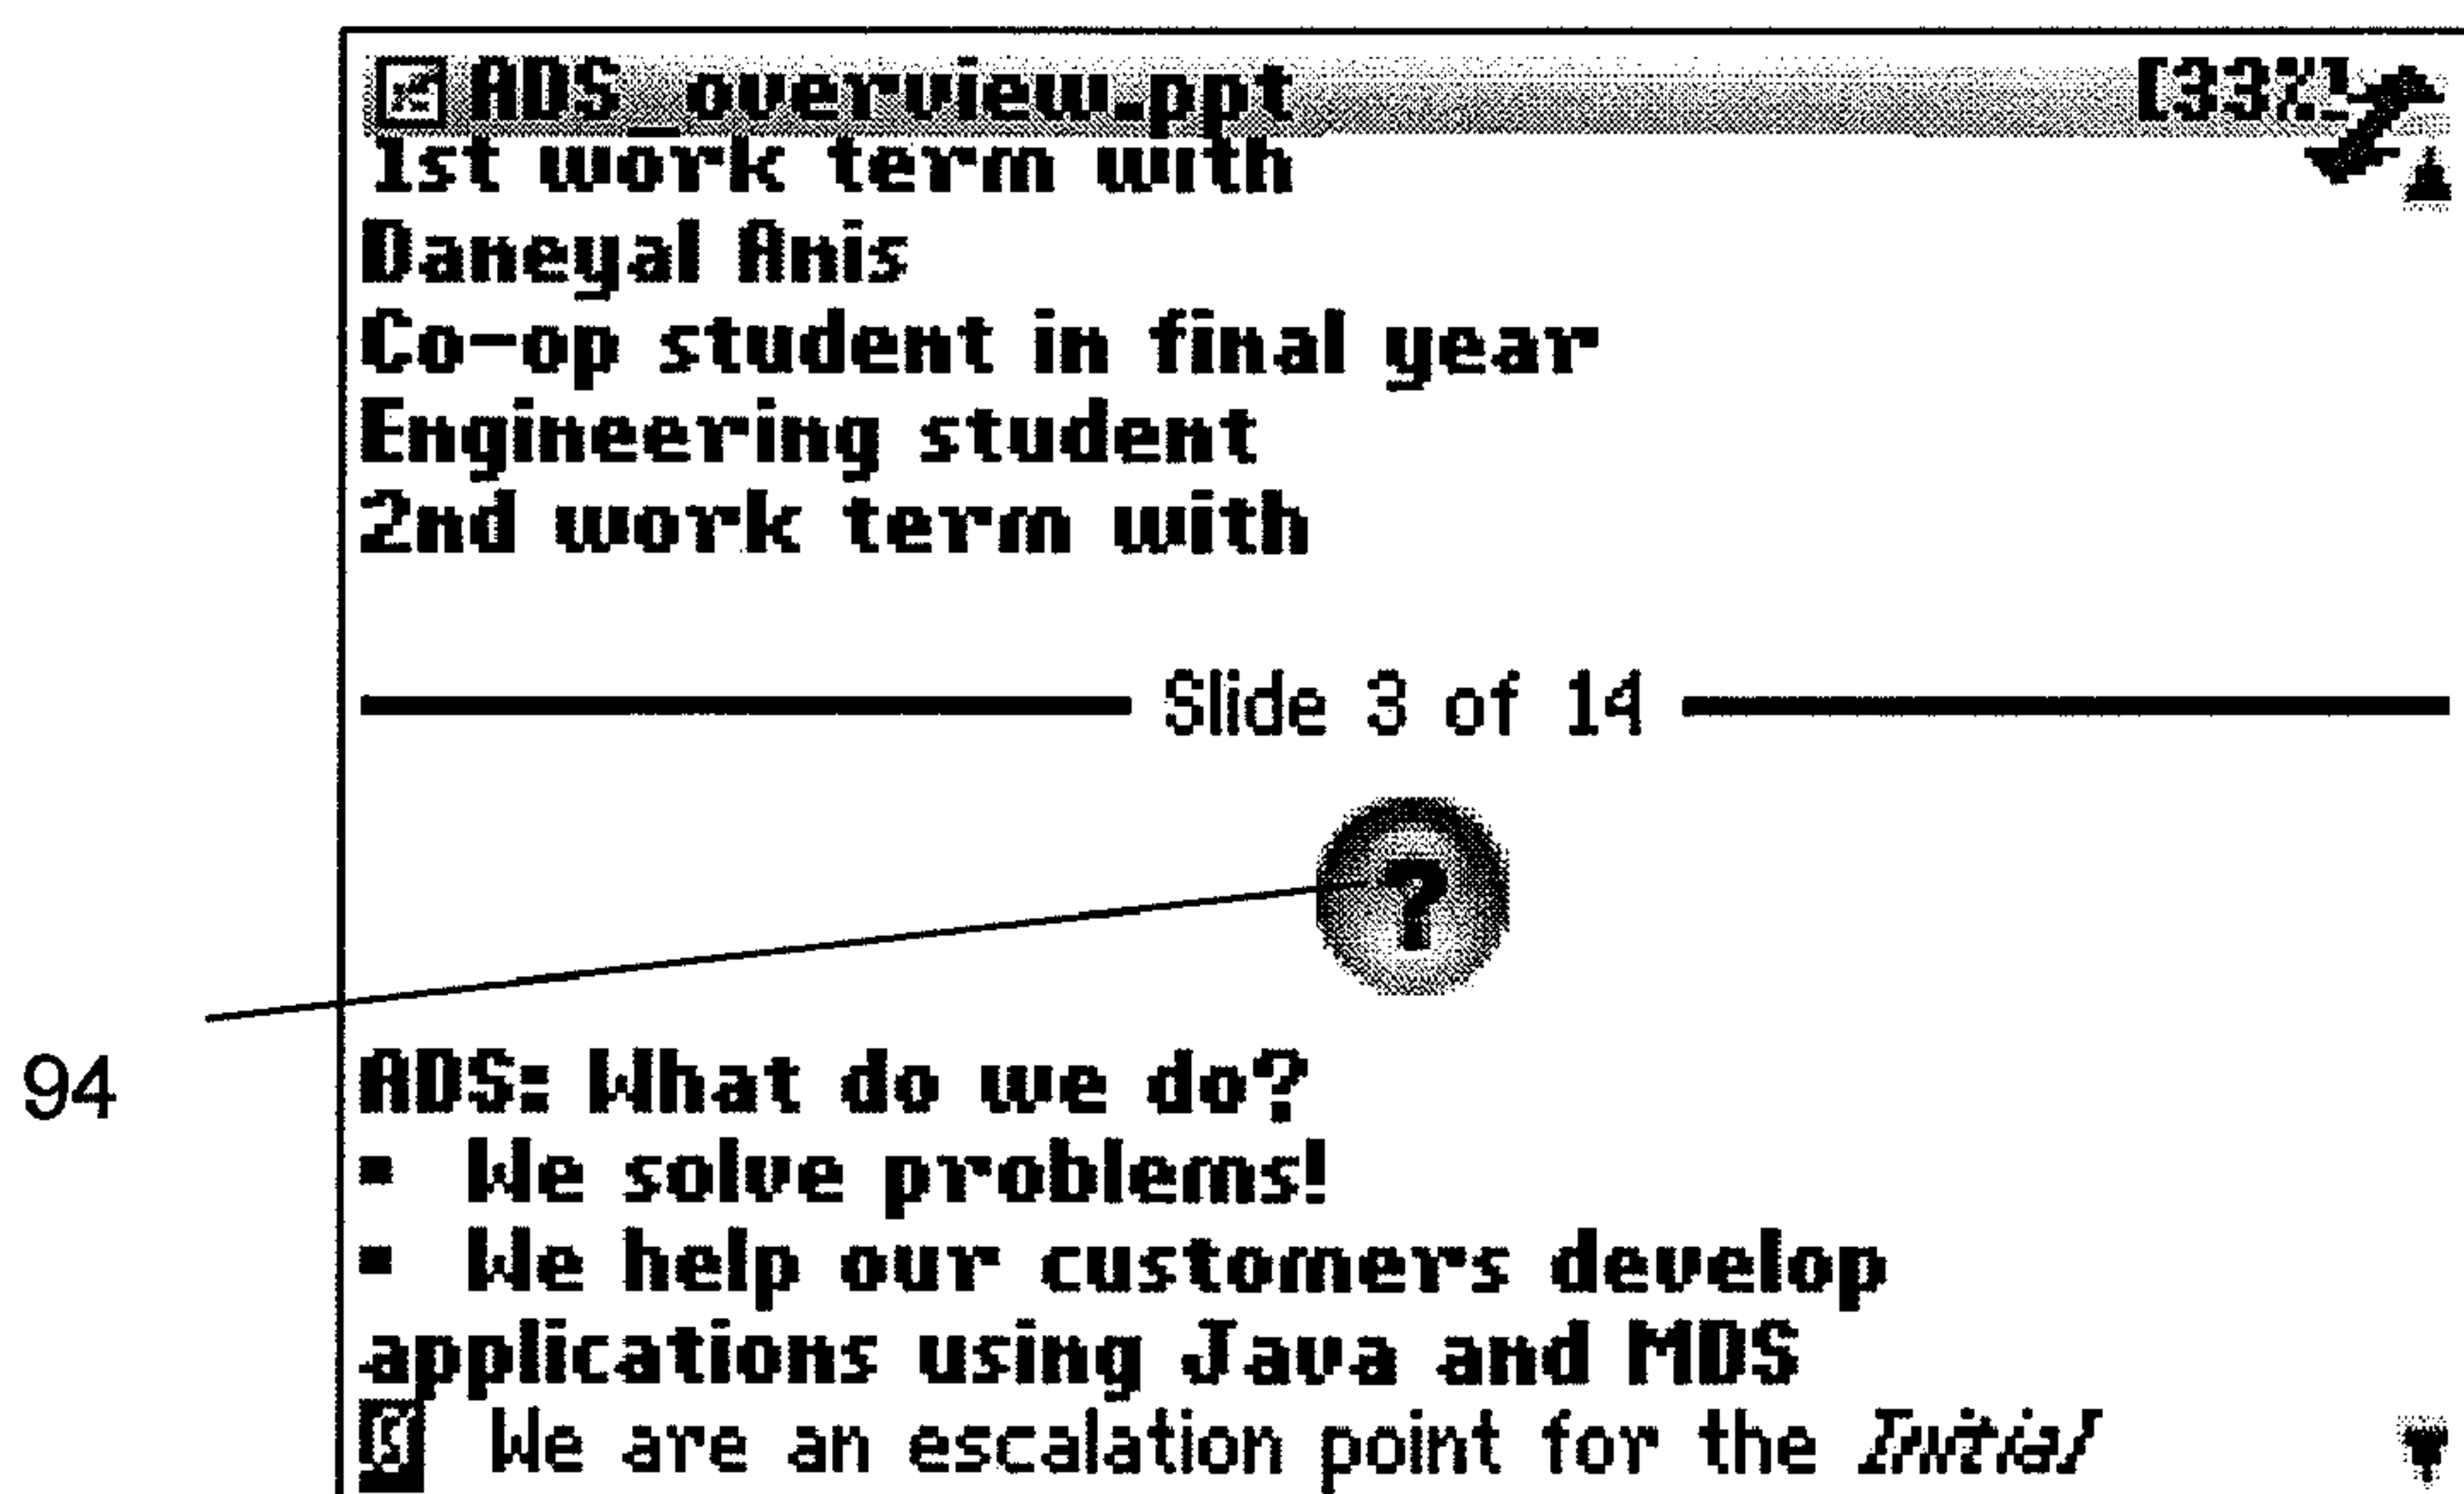 ADS_overview.ppt [33%]
1st work term with
Daneyal Anis
Co-op student in final year
Engineering student
2nd work term with
Slide 3 of 14
?
94
ADS: What do we do?
▪ We solve problems!
▪ We help our customers develop
applications using Java and MDS
We are an escalation point for the Initial